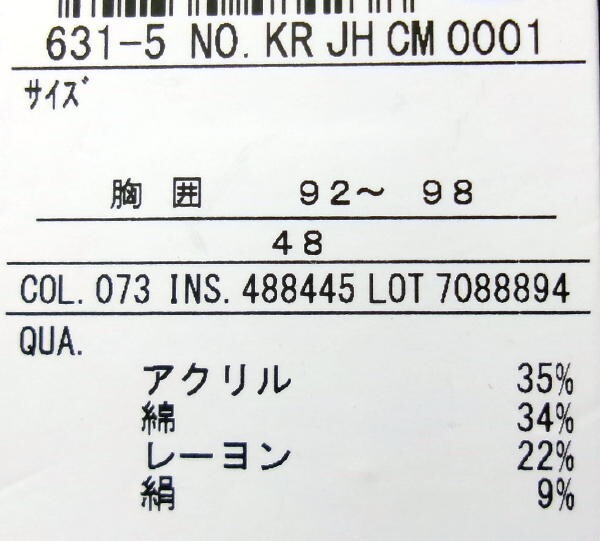 631-5 NO. KR JH CM 0001
サイズ
胸 囲 92～ 98
48
COL. 073 INS. 488445 LOT 7088894
QUA.
アクリル 35%
綿 34%
レーヨン 22%
絹 9%